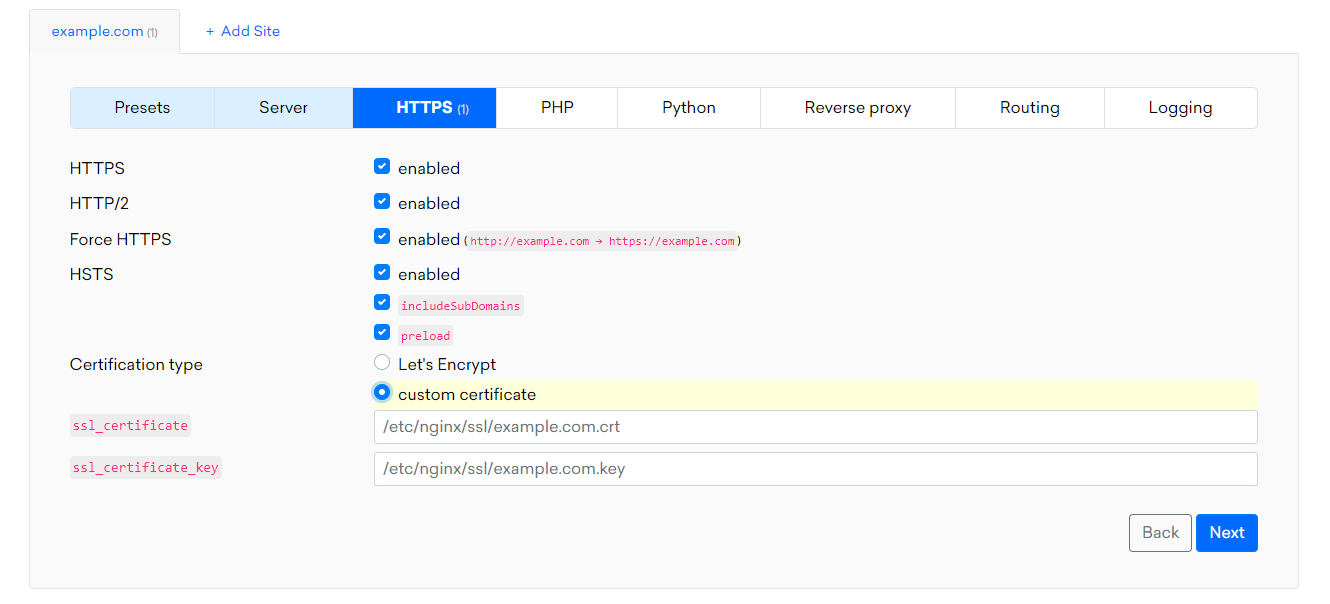 example.com (1) + Add Site
Presets Server HTTPS (1) PHP Python Reverse proxy Routing Logging
HTTPS enabled
HTTP/2 enabled
Force HTTPS enabled (http://example.com → https://example.com)
HSTS enabled
includeSubDomains
preload
Certification type Let's Encrypt
custom certificate
ssl_certificate /etc/nginx/ssl/example.com.crt
ssl_certificate_key /etc/nginx/ssl/example.com.key
Back Next